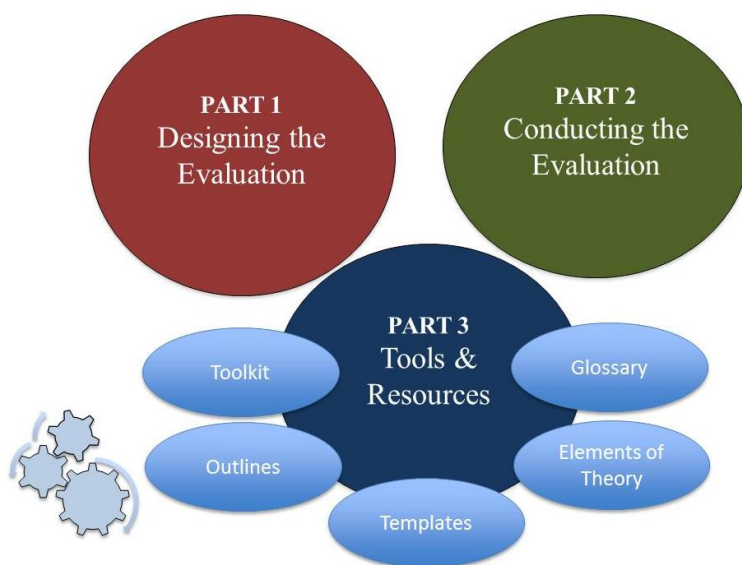 PART 1
Designing the
Evaluation
PART 2
Conducting the
Evaluation
PART 3
Tools &
Resources
Toolkit
Glossary
Outlines
Elements of
Theory
Templates